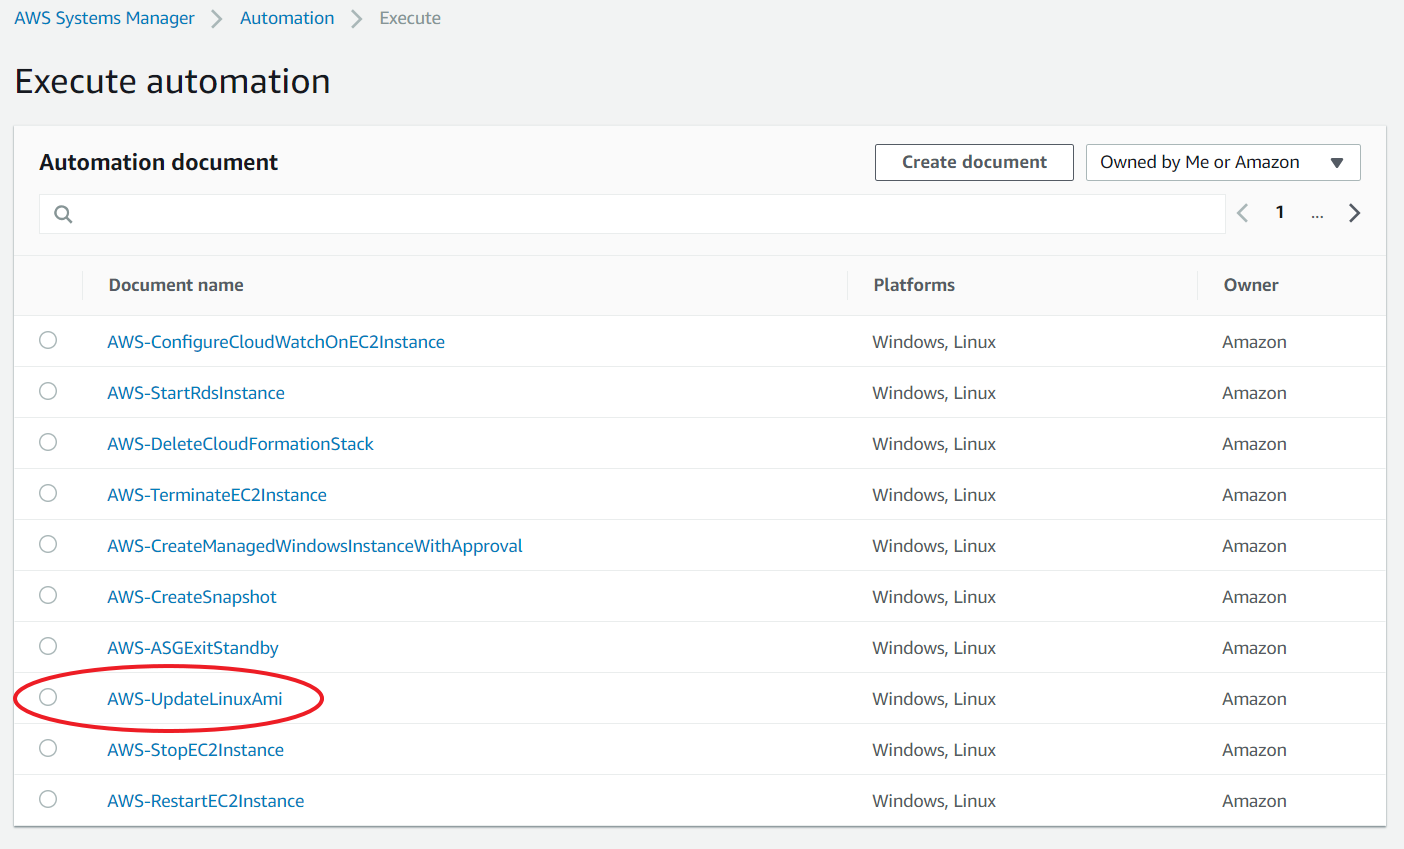 AWS Systems Manager > Automation > Execute
Execute automation
Automation document
Create document
Owned by Me or Amazon
1 ...
Document name Platforms Owner
AWS-ConfigureCloudWatchOnEC2Instance Windows, Linux Amazon
AWS-StartRdsInstance Windows, Linux Amazon
AWS-DeleteCloudFormationStack Windows, Linux Amazon
AWS-TerminateEC2Instance Windows, Linux Amazon
AWS-CreateManagedWindowsInstanceWithApproval Windows, Linux Amazon
AWS-CreateSnapshot Windows, Linux Amazon
AWS-ASGExitStandby Windows, Linux Amazon
AWS-UpdateLinuxAmi Windows, Linux Amazon
AWS-StopEC2Instance Windows, Linux Amazon
AWS-RestartEC2Instance Windows, Linux Amazon